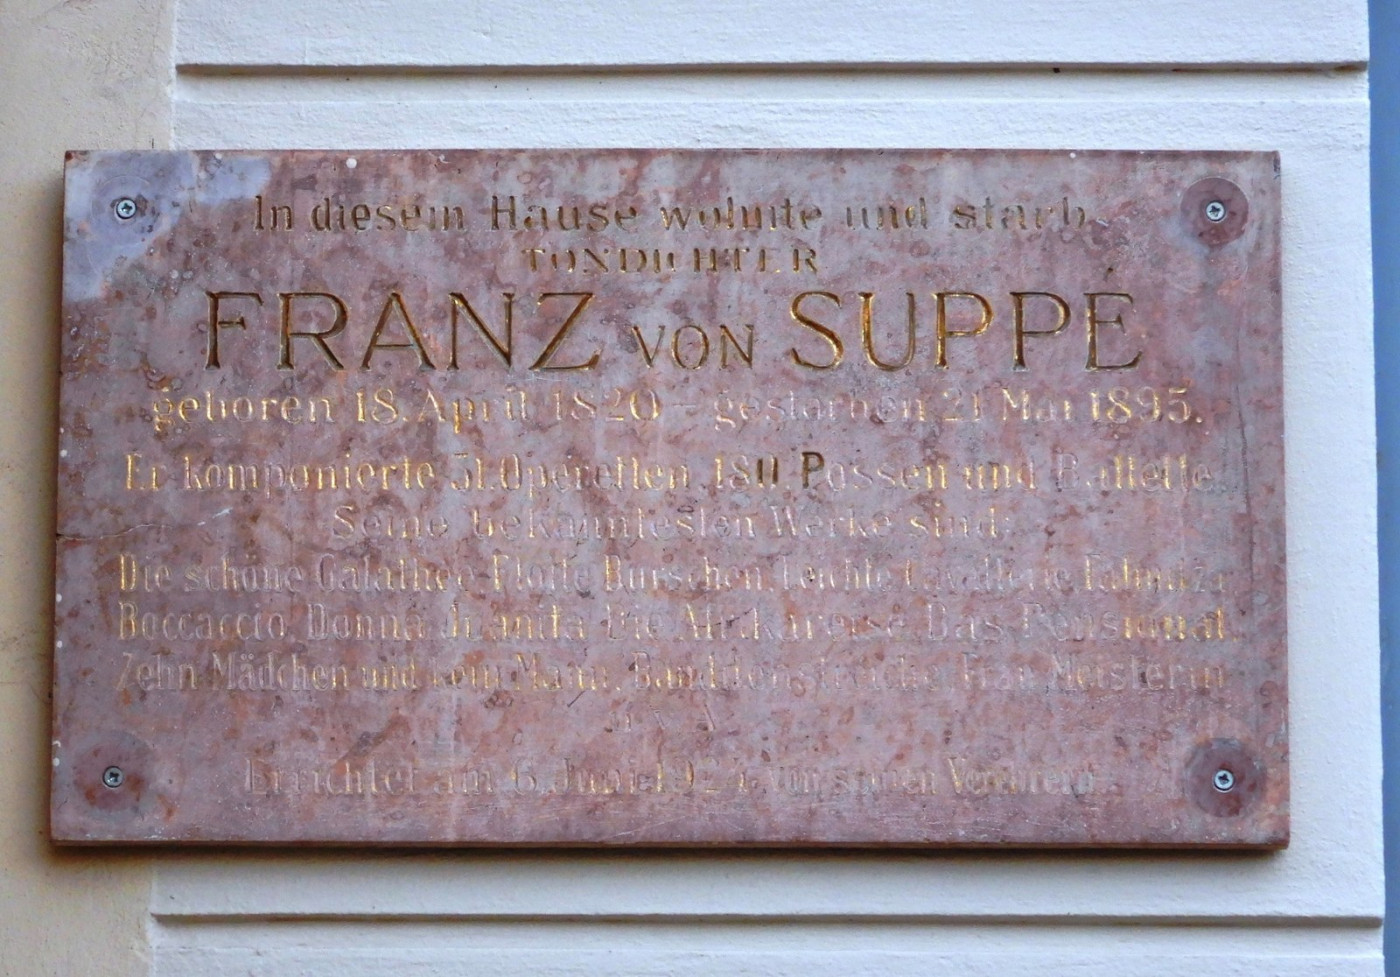 In diesem Hause wohnte und starb
TONDICHTER
FRANZ VON SUPPÉ
geboren 18. April 1820 – gestorben 21 Mai 1895.
Er komponierte 31 Operetten, 180 Possen und Ballette.
Seine bekanntesten Werke sind:
Die schöne Galathee, Flotte Burschen, Leichte Cavallerie, Fatinitza
Boccaccio, Donna Juanita, Die Afrikareise, Das Pensionat,
Zehn Mädchen und kein Mann, Banditenstreiche, Frau Meisterin
u. v. A.
Errichtet am 6. Juni 1924 von seinen Verehrern